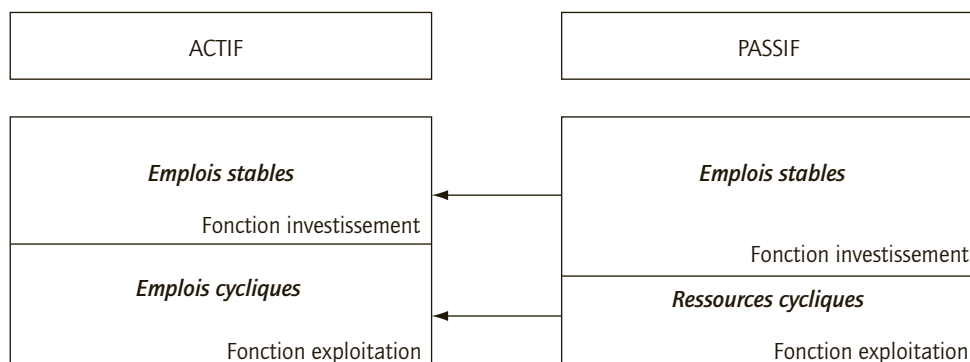 ACTIF
PASSIF
Emplois stables
Fonction investissement
Emplois stables
Fonction investissement
Emplois cycliques
Fonction exploitation
Ressources cycliques
Fonction exploitation